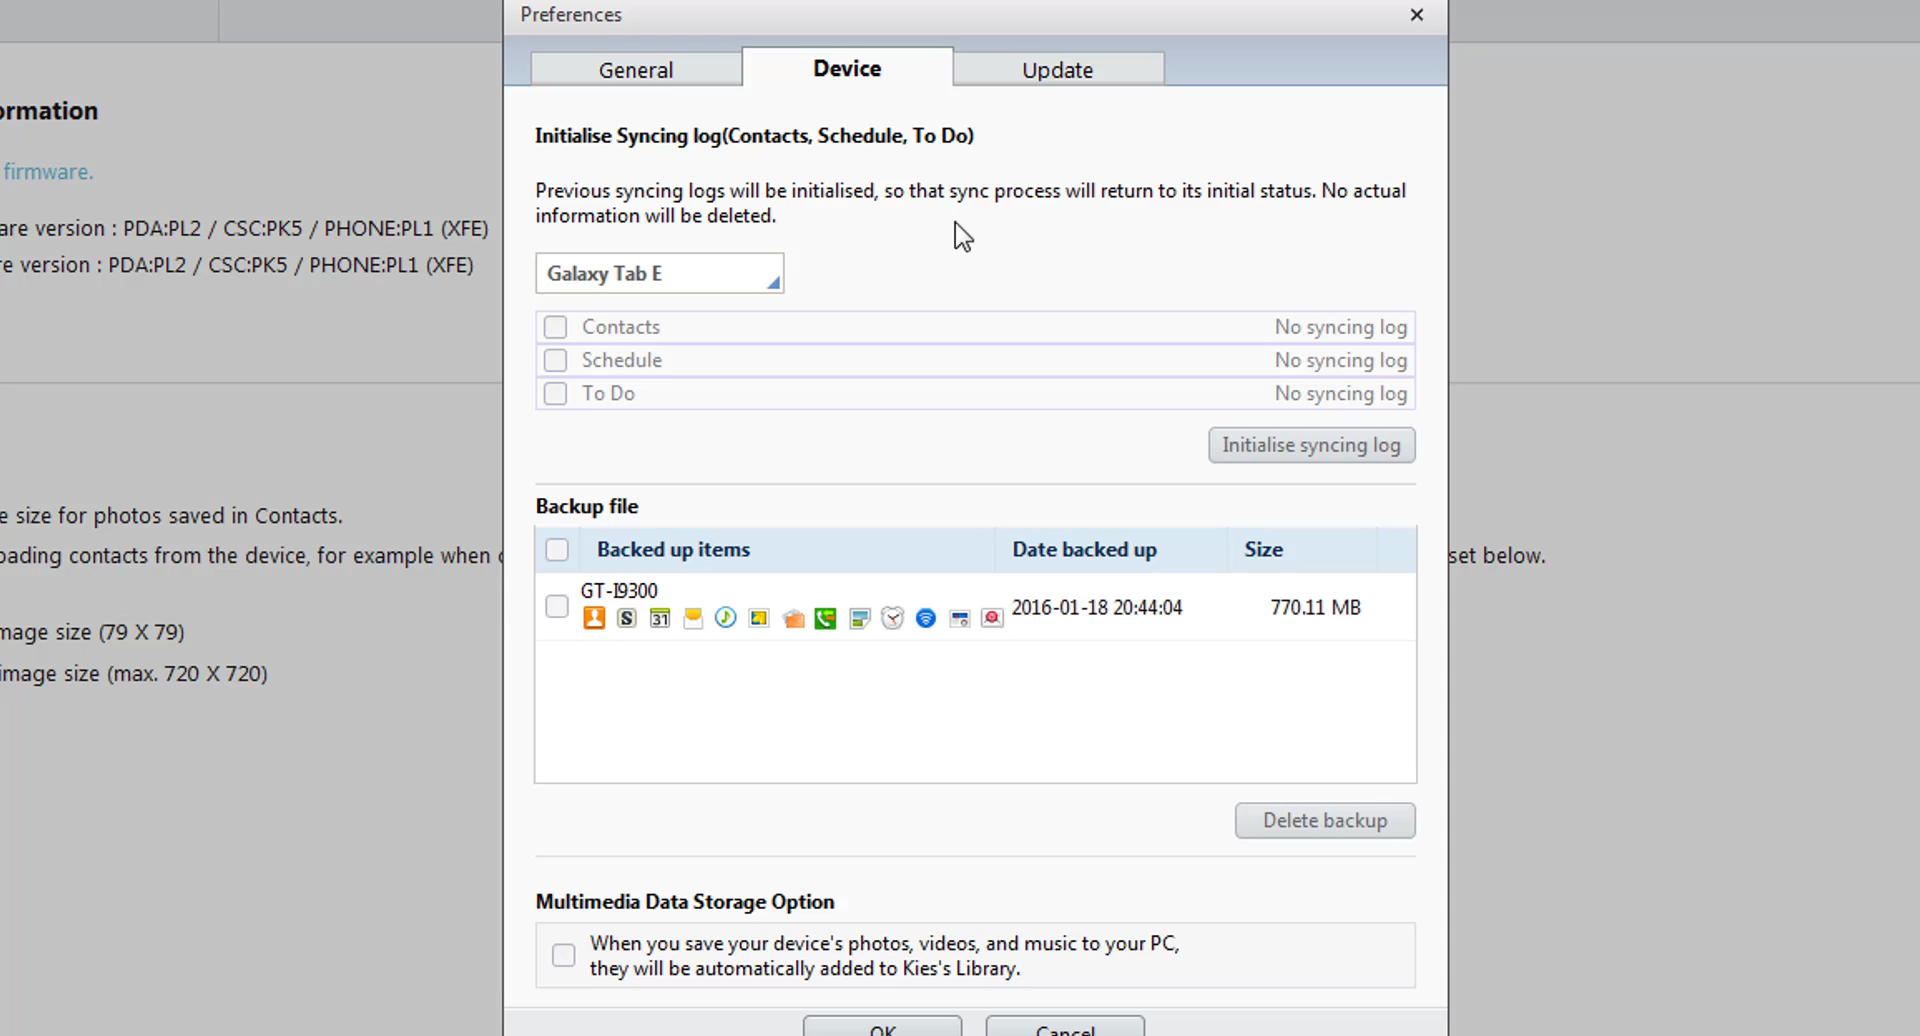 Preferences
General
Device
Update
Initialise Syncing log(Contacts, Schedule, To Do)
Previous syncing logs will be initialised, so that sync process will return to its initial status. No actual
information will be deleted.
Galaxy Tab E
Contacts No syncing log
Schedule No syncing log
To Do No syncing log
Initialise syncing log
Backup file
Backed up items Date backed up Size
GT-I9300
31
2016-01-18 20:44:04 770.11 MB
Delete backup
Multimedia Data Storage Option
When you save your device's photos, videos, and music to your PC,
they will be automatically added to Kies's Library.
OK Cancel
ormation
firmware.
are version : PDA:PL2 / CSC:PK5 / PHONE:PL1 (XFE)
re version : PDA:PL2 / CSC:PK5 / PHONE:PL1 (XFE)
e size for photos saved in Contacts.
oading contacts from the device, for example when
set below.
mage size (79 X 79)
image size (max. 720 X 720)